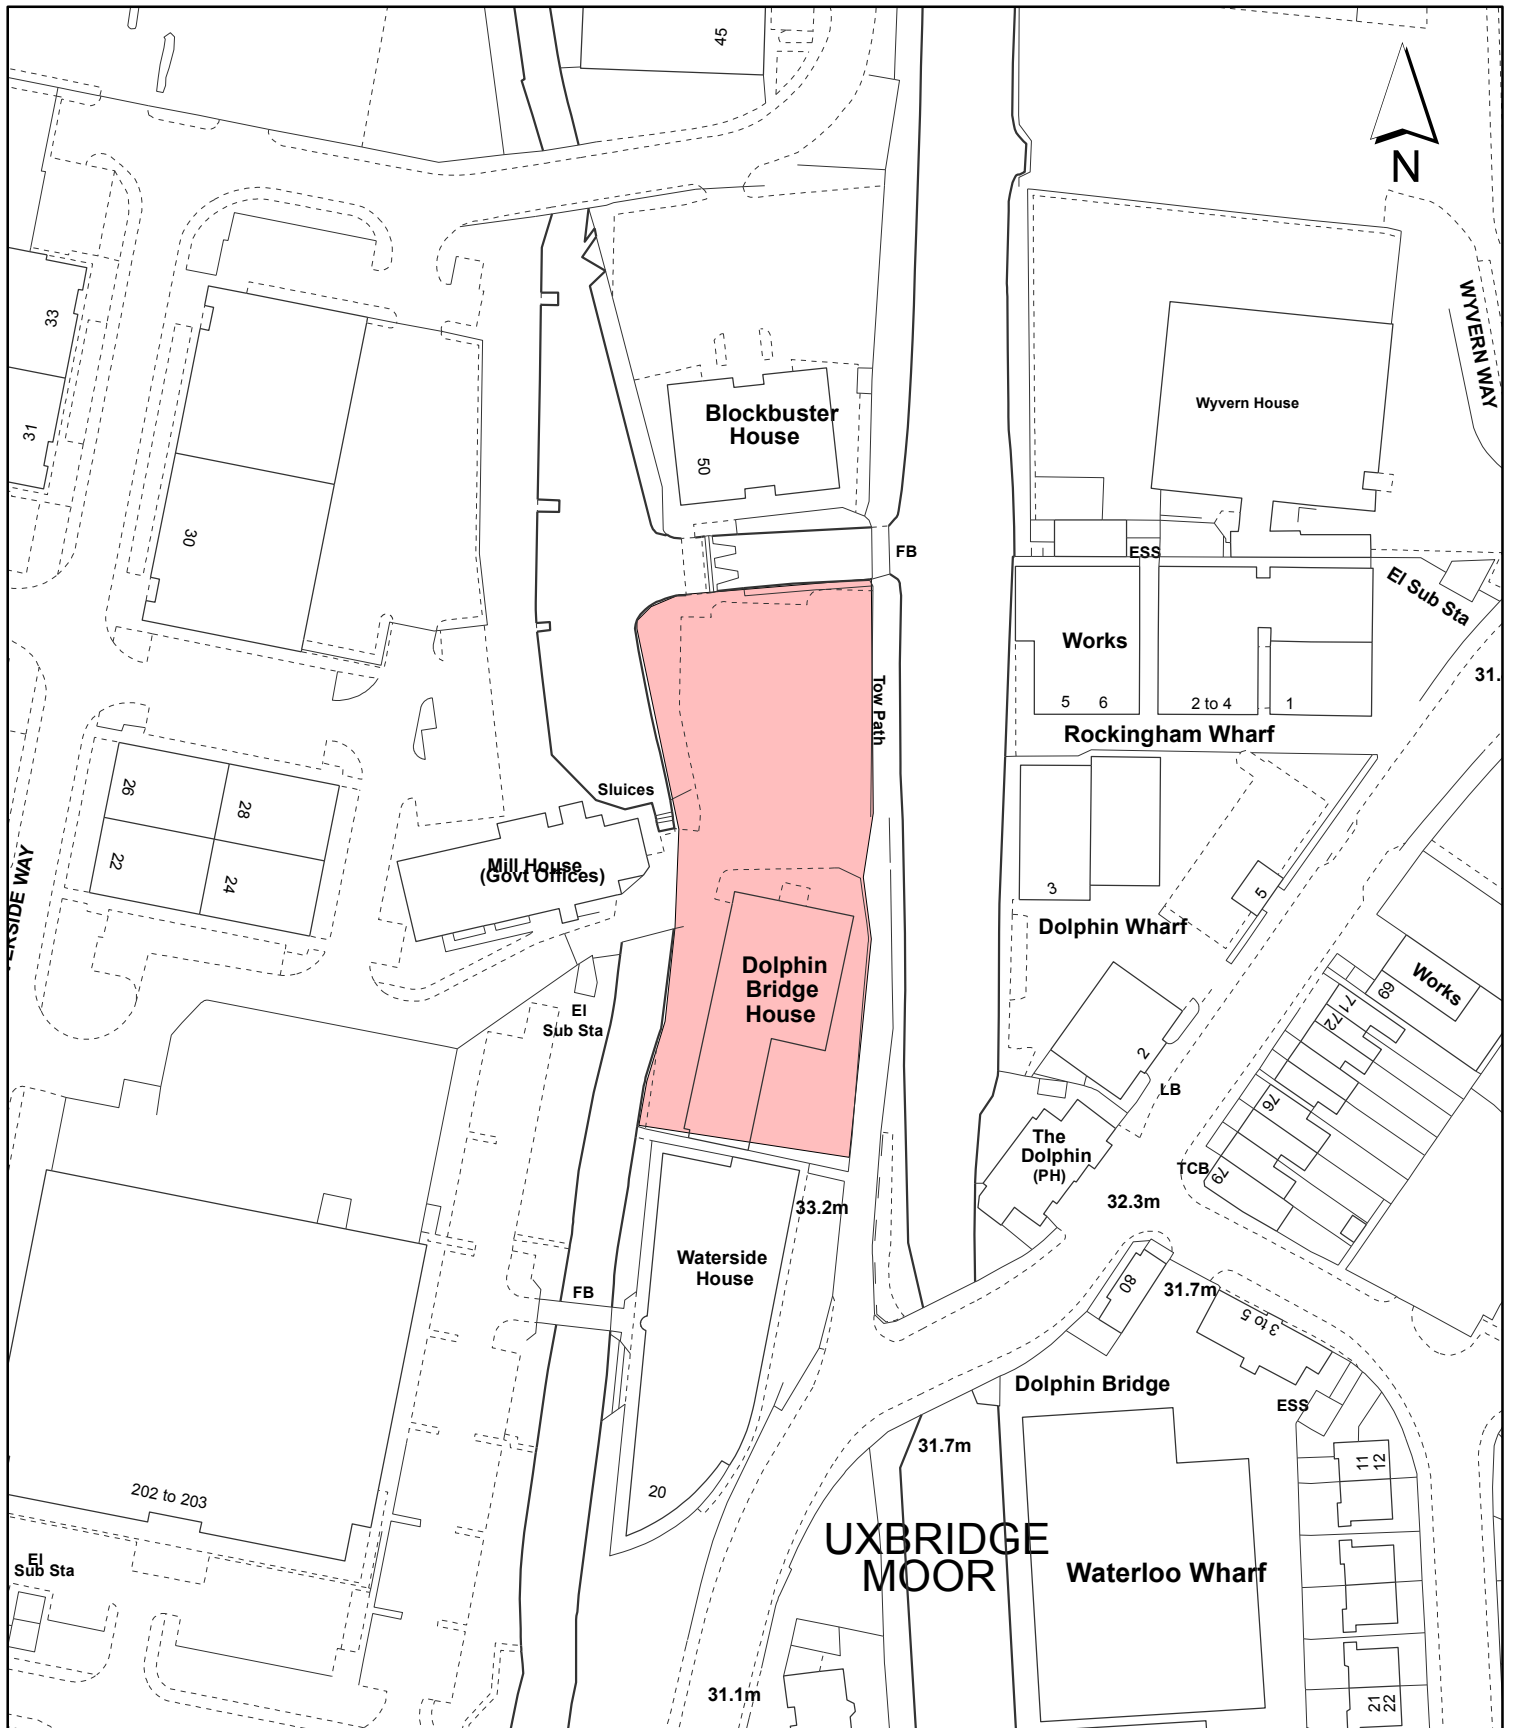 45
N
33
WYVERN WAY
31
Blockbuster
House
50
Wyvern House
30
FB
ESS
El Sub Sta
Works
5 6
2 to 4
1
31.
Tow Path
Rockingham Wharf
Sluices
26
28
22
24
Mill House
(Govt Offices)
ERSIDE WAY
3
5
Dolphin Wharf
Dolphin
Bridge
House
El
Sub Sta
Works
69
71
72
2
LB
76
The
Dolphin
(PH)
TCB
79
32.3m
33.2m
Waterside
House
FB
80
31.7m
3 to 5
Dolphin Bridge
ESS
31.7m
11
12
20
202 to 203
UXBRIDGE
MOOR
Waterloo Wharf
El
Sub Sta
31.1m
21
22